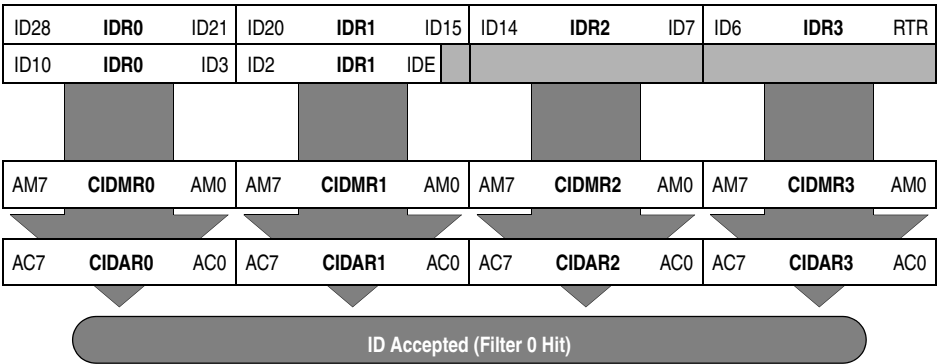 ID28 IDR0 ID21 ID20 IDR1 ID15 ID14 IDR2 ID7 ID6 IDR3 RTR
ID10 IDR0 ID3 ID2 IDR1 IDE
AM7 CIDMR0 AM0 AM7 CIDMR1 AM0 AM7 CIDMR2 AM0 AM7 CIDMR3 AM0
AC7 CIDAR0 AC0 AC7 CIDAR1 AC0 AC7 CIDAR2 AC0 AC7 CIDAR3 AC0
ID Accepted (Filter 0 Hit)